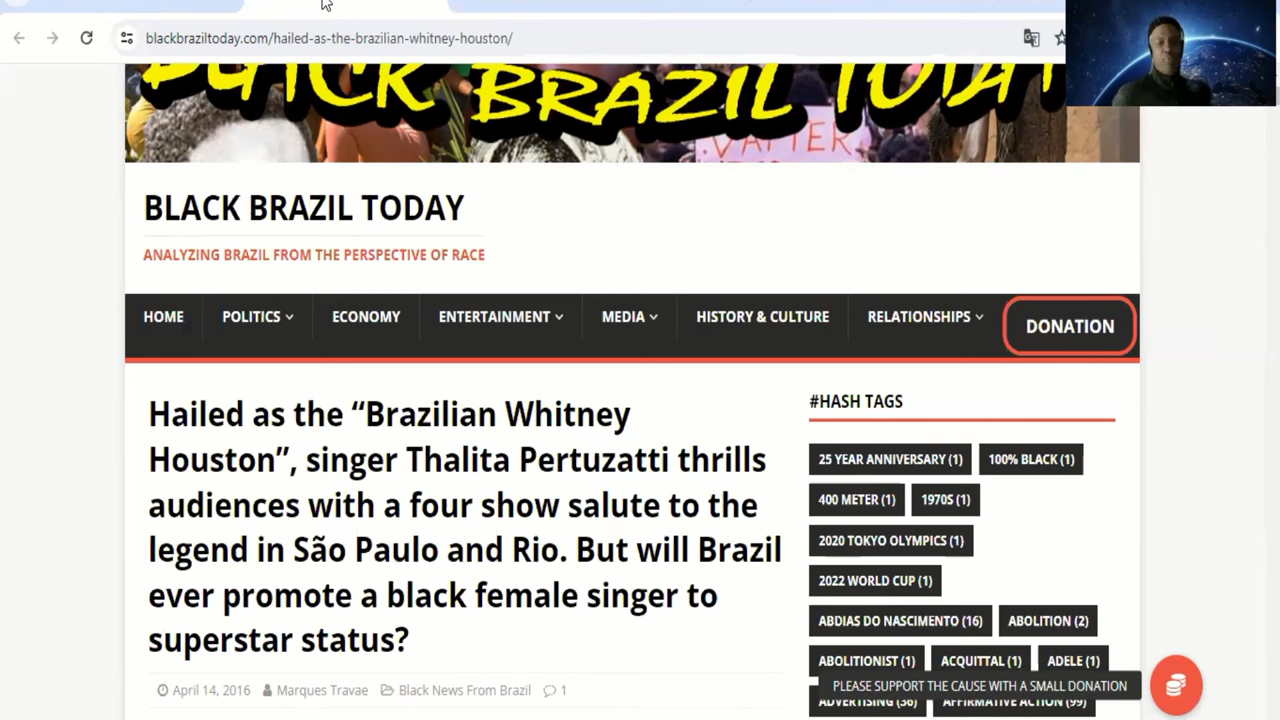 blackbraziltoday.com/hailed-as-the-brazilian-whitney-houston/
BLACK BRAZIL TODAY
MATTER
BLACK BRAZIL TODAY
ANALYZING BRAZIL FROM THE PERSPECTIVE OF RACE
HOME
POLITICS
ECONOMY
ENTERTAINMENT
MEDIA
HISTORY & CULTURE
RELATIONSHIPS
DONATION
Hailed as the “Brazilian Whitney
Houston”, singer Thalita Pertuzatti thrills
audiences with a four show salute to the
legend in São Paulo and Rio. But will Brazil
ever promote a black female singer to
superstar status?
April 14, 2016 Marques Travae Black News From Brazil 1
#HASH TAGS
25 YEAR ANNIVERSARY (1) 100% BLACK (1)
400 METER (1) 1970S (1)
2020 TOKYO OLYMPICS (1)
2022 WORLD CUP (1)
ABDIAS DO NASCIMENTO (16) ABOLITION (2)
ABOLITIONIST (1) ACQUITTAL (1) ADELE (1)
ADVERTISING (36) AFFIRMATIVE ACTION (99)
PLEASE SUPPORT THE CAUSE WITH A SMALL DONATION